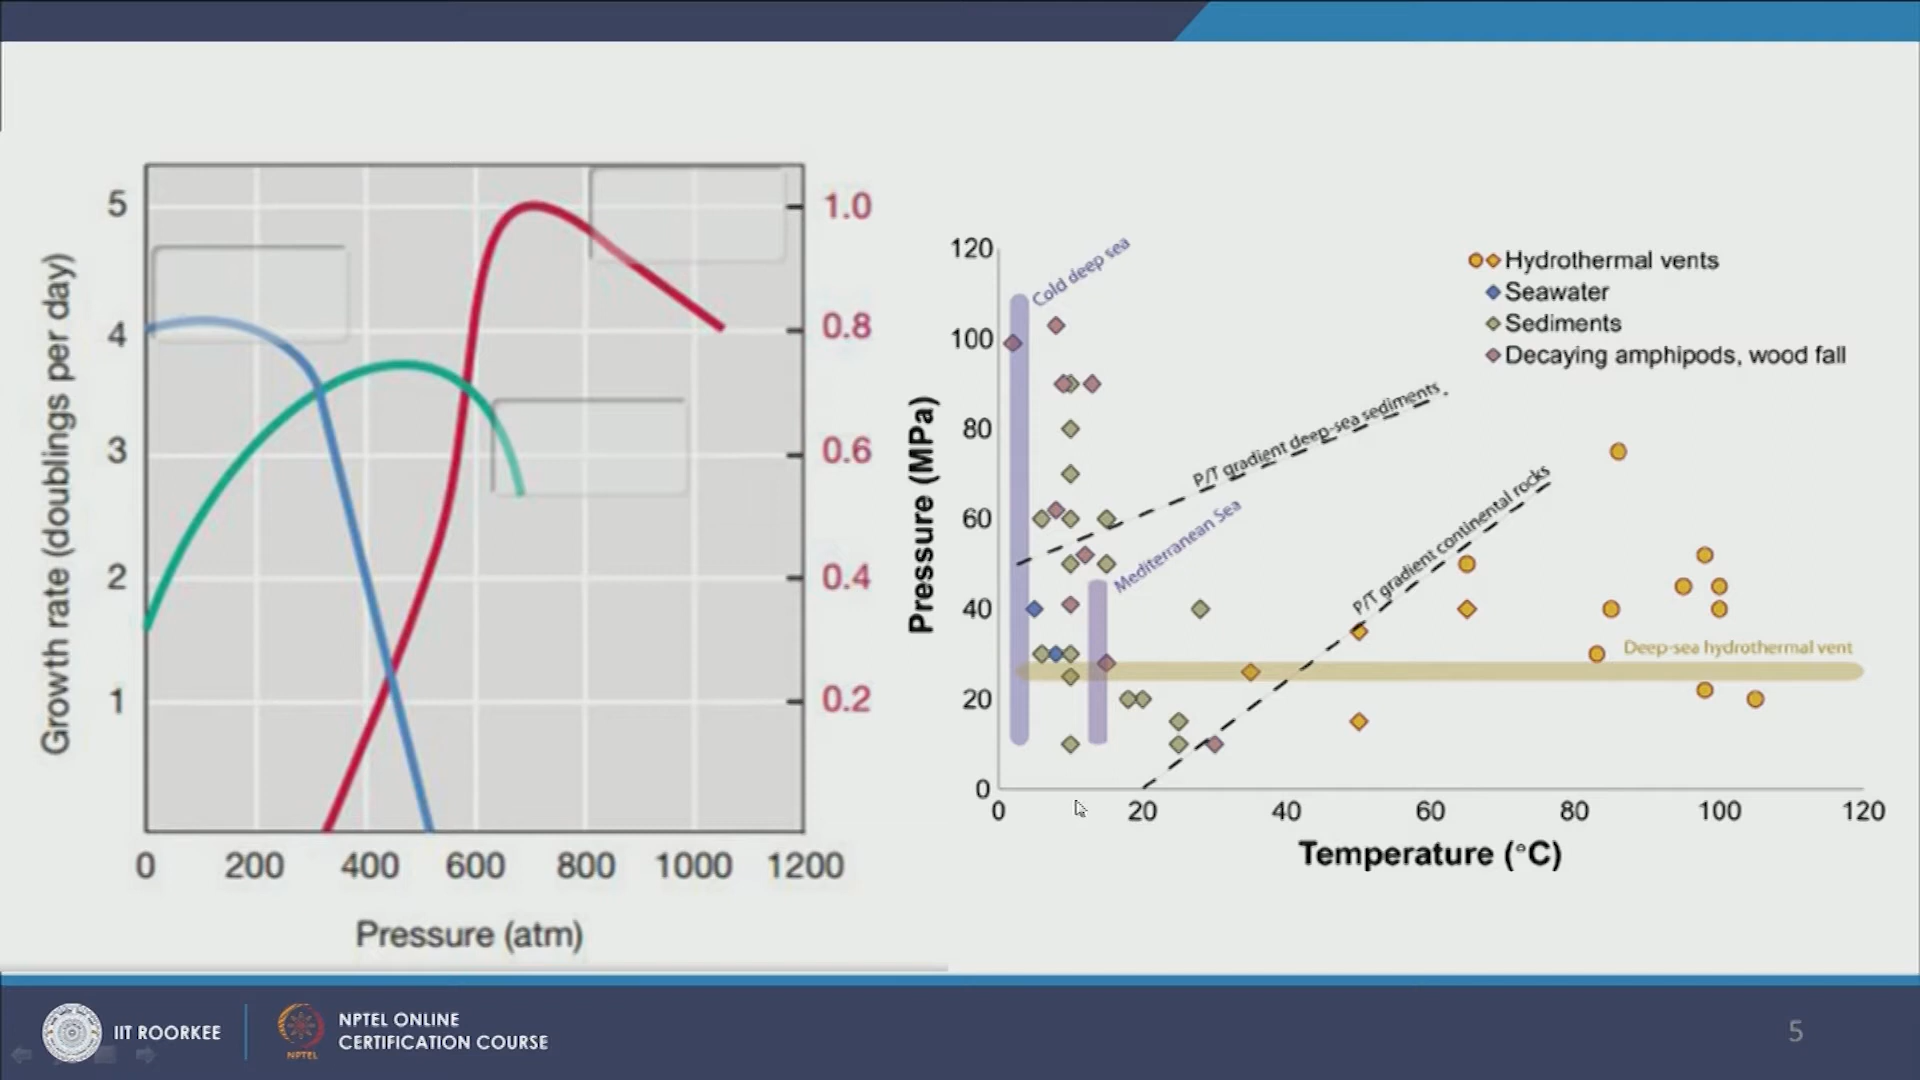 Growth rate (doublings per day)
5
4
3
2
1
1.0
0.8
0.6
0.4
0.2
0 200 400 600 800 1000 1200
Pressure (atm)
Pressure (MPa)
120
100
80
60
40
20
0
0 20 40 60 80 100 120
Temperature (°C)
Cold deep sea
Mediterranean Sea
P/T gradient deep-sea sediments
P/T gradient continental rocks
Deep-sea hydrothermal vent
Hydrothermal vents
Seawater
Sediments
Decaying amphipods, wood fall
IIT ROORKEE
NPTEL
NPTEL ONLINE
CERTIFICATION COURSE
5